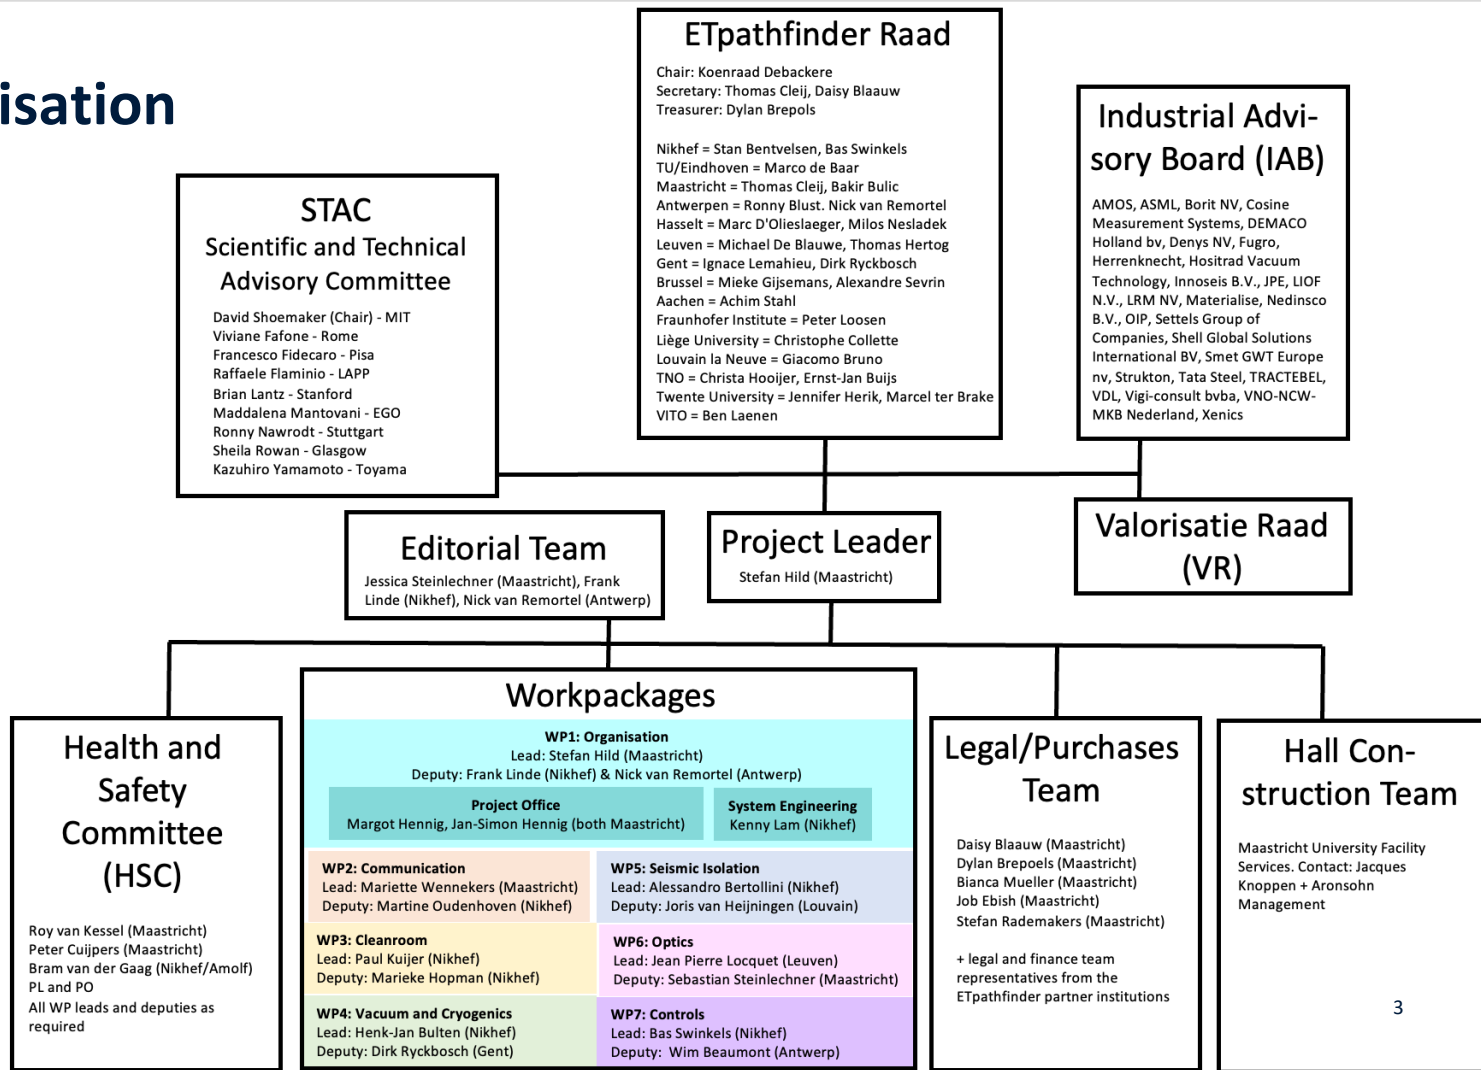 isation
ETpathfinder Raad
Chair: Koenraad Debackere
Secretary: Thomas Cleij, Daisy Blaauw
Treasurer: Dylan Brepols
Nikhef = Stan Bentvelsen, Bas Swinkels
TU/Eindhoven = Marco de Baar
Maastricht = Thomas Cleij, Bakir Bulic
Antwerpen = Ronny Blust. Nick van Remortel
Hasselt = Marc D'Olieslaeger, Milos Nesladek
Leuven = Michael De Blauwe, Thomas Hertog
Gent = Ignace Lemahieu, Dirk Ryckbosch
Brussel = Mieke Gijsemans, Alexandre Sevrin
Aachen = Achim Stahl
Fraunhofer Institute = Peter Loosen
Liège University = Christophe Collette
Louvain la Neuve = Giacomo Bruno
TNO = Christa Hooijer, Ernst-Jan Buijs
Twente University = Jennifer Herik, Marcel ter Brake
VITO = Ben Laenen
Industrial Advi-
sory Board (IAB)
AMOS, ASML, Borit NV, Cosine
Measurement Systems, DEMACO
Holland bv, Denys NV, Fugro,
Herrenknecht, Hositrad Vacuum
Technology, Innoseis B.V., JPE, LIOF
N.V., LRM NV, Materialise, Nedinsco
B.V., OIP, Settels Group of
Companies, Shell Global Solutions
International BV, Smet GWT Europe
nv, Strukton, Tata Steel, TRACTEBEL,
VDL, Vigi-consult bvba, VNO-NCW-
MKB Nederland, Xenics
STAC
Scientific and Technical
Advisory Committee
David Shoemaker (Chair) - MIT
Viviane Fafone - Rome
Francesco Fidecaro - Pisa
Raffaele Flaminio - LAPP
Brian Lantz - Stanford
Maddalena Mantovani - EGO
Ronny Nawrodt - Stuttgart
Sheila Rowan - Glasgow
Kazuhiro Yamamoto - Toyama
Editorial Team
Jessica Steinlechner (Maastricht), Frank
Linde (Nikhef), Nick van Remortel (Antwerp)
Project Leader
Stefan Hild (Maastricht)
Valorisatie Raad
(VR)
Health and
Safety
Committee
(HSC)
Roy van Kessel (Maastricht)
Peter Cuijpers (Maastricht)
Bram van der Gaag (Nikhef/Amolf)
PL and PO
All WP leads and deputies as
required
Workpackages
WP1: Organisation
Lead: Stefan Hild (Maastricht)
Deputy: Frank Linde (Nikhef) & Nick van Remortel (Antwerp)
Project Office
Margot Hennig, Jan-Simon Hennig (both Maastricht)
System Engineering
Kenny Lam (Nikhef)
WP2: Communication
Lead: Mariette Wennekers (Maastricht)
Deputy: Martine Oudenhoven (Nikhef)
WP3: Cleanroom
Lead: Paul Kuijer (Nikhef)
Deputy: Marieke Hopman (Nikhef)
WP4: Vacuum and Cryogenics
Lead: Henk-Jan Bulten (Nikhef)
Deputy: Dirk Ryckbosch (Gent)
WP5: Seismic Isolation
Lead: Alessandro Bertollini (Nikhef)
Deputy: Joris van Heijningen (Louvain)
WP6: Optics
Lead: Jean Pierre Locquet (Leuven)
Deputy: Sebastian Steinlechner (Maastricht)
WP7: Controls
Lead: Bas Swinkels (Nikhef)
Deputy: Wim Beaumont (Antwerp)
Legal/Purchases
Team
Daisy Blaauw (Maastricht)
Dylan Brepoels (Maastricht)
Bianca Mueller (Maastricht)
Job Ebish (Maastricht)
Stefan Rademakers (Maastricht)
+ legal and finance team
representatives from the
ETpathfinder partner institutions
Hall Con-
struction Team
Maastricht University Facility
Services. Contact: Jacques
Knoppen + Aronsohn
Management
3